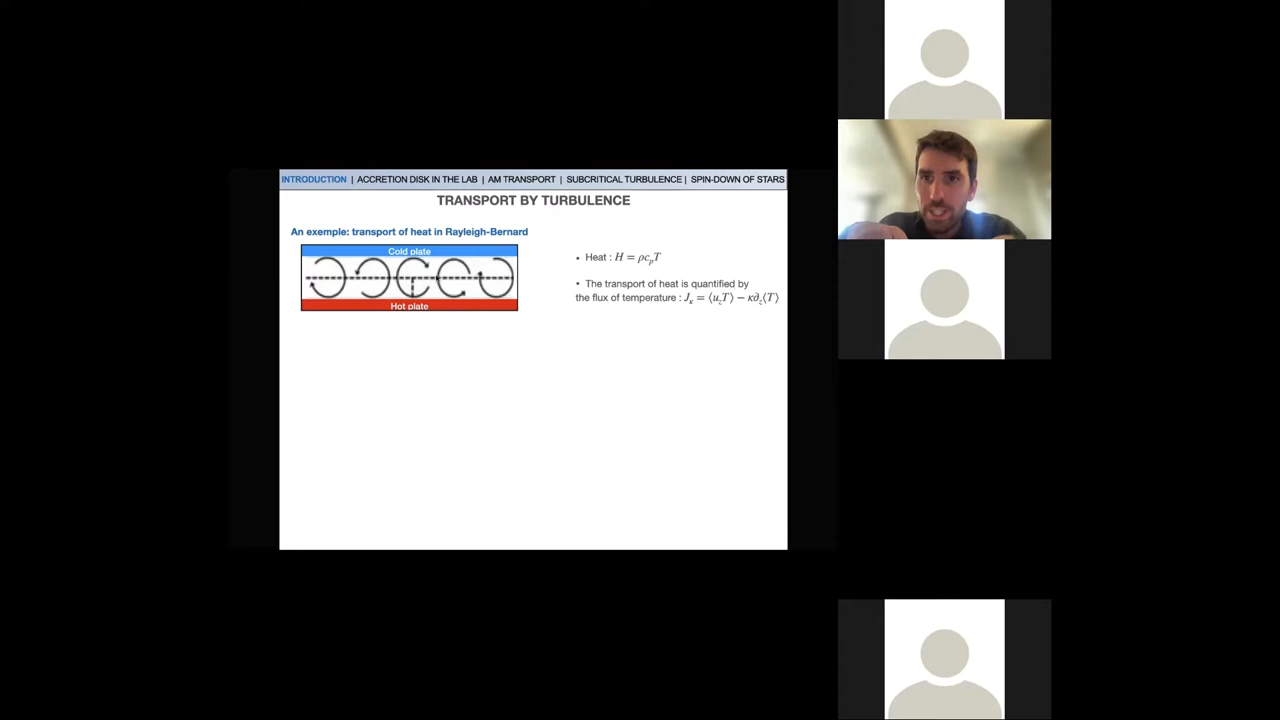 INTRODUCTION | ACCRETION DISK IN THE LAB | AM TRANSPORT | SUBCRITICAL TURBULENCE | SPIN-DOWN OF STARS
TRANSPORT BY TURBULENCE
An exemple: transport of heat in Rayleigh-Bernard
Cold plate
Hot plate
• Heat : H = ρcₚT
• The transport of heat is quantified by
the flux of temperature : J_z = ⟨u_zT⟩ − κ∂_z⟨T⟩